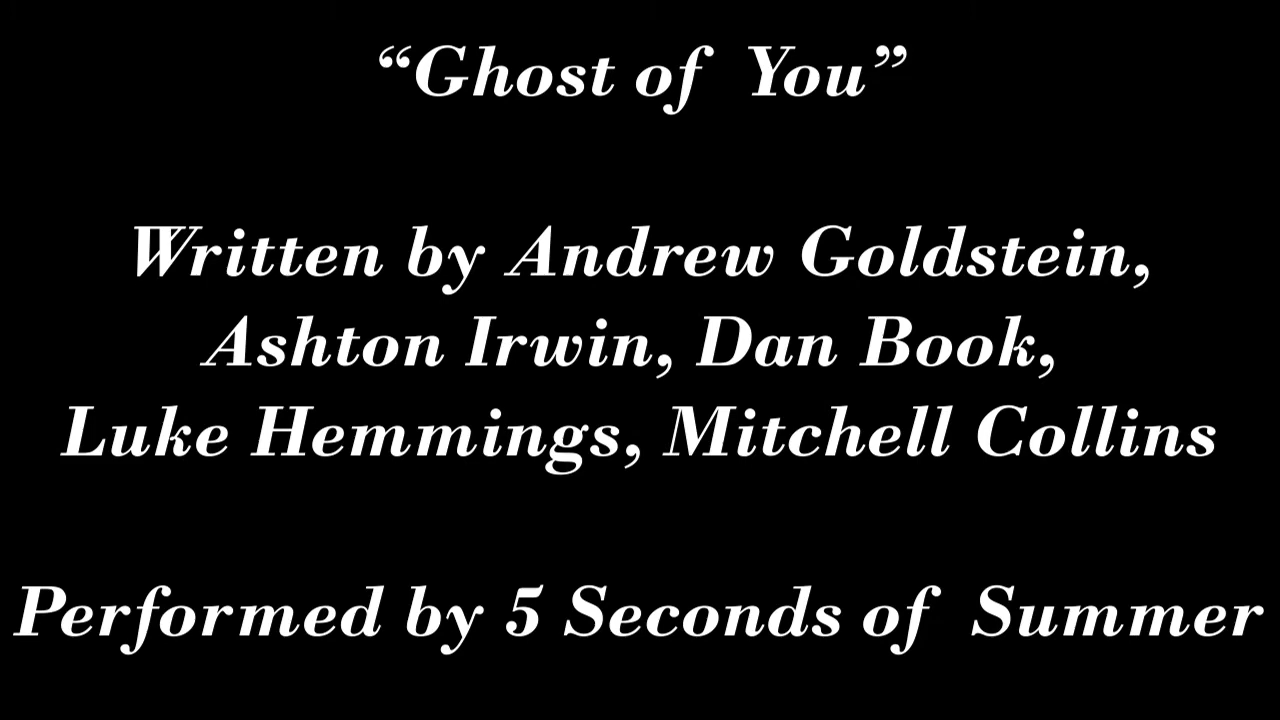 “Ghost of You”
Written by Andrew Goldstein,
Ashton Irwin, Dan Book,
Luke Hemmings, Mitchell Collins
Performed by 5 Seconds of Summer